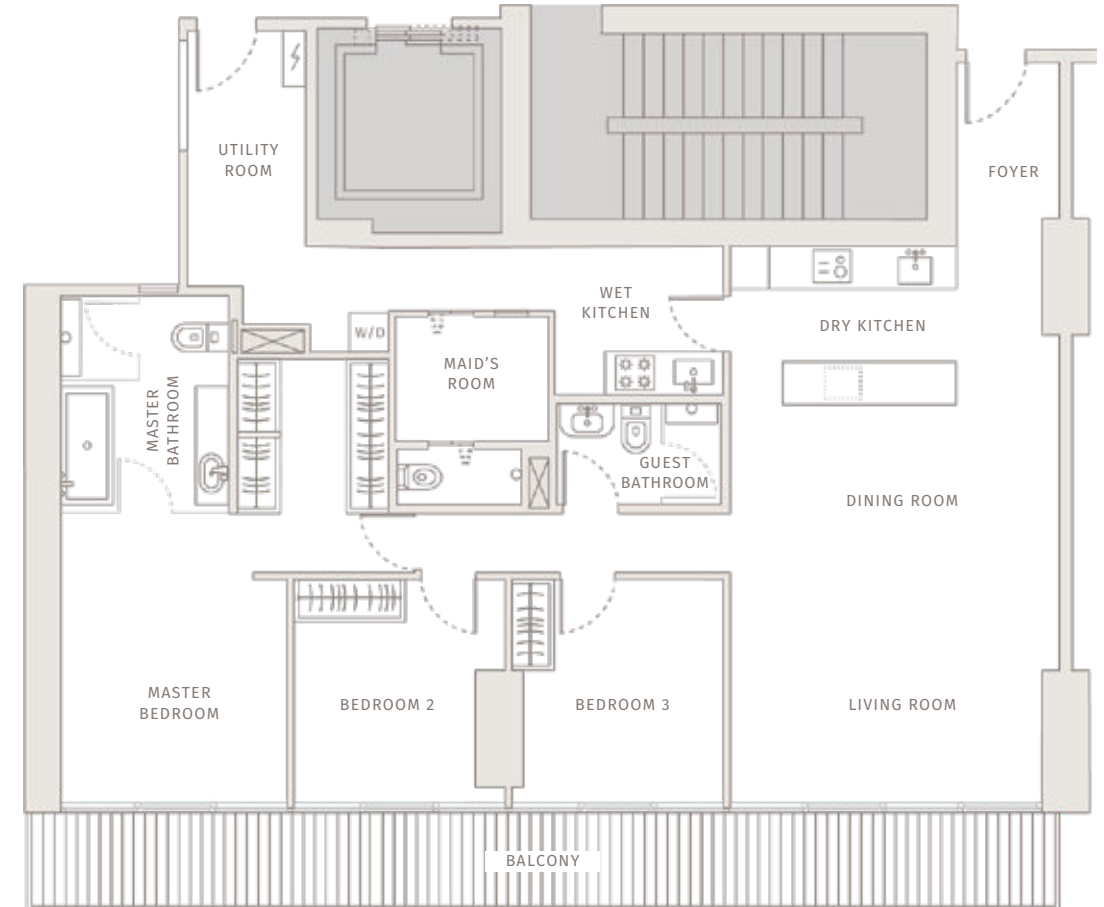 UTILITY
ROOM
FOYER
WET
KITCHEN
DRY KITCHEN
W/D
MAID'S
ROOM
MASTER
BATHROOM
GUEST
BATHROOM
DINING ROOM
MASTER
BEDROOM
BEDROOM 2
BEDROOM 3
LIVING ROOM
BALCONY